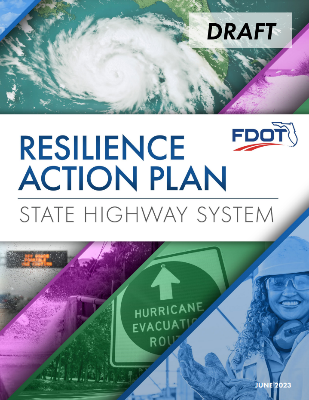 DRAFT
FDOT
RESILIENCE
ACTION PLAN
STATE HIGHWAY SYSTEM
HURRICANE
EVACUATION
ROUTE
JUNE 2023